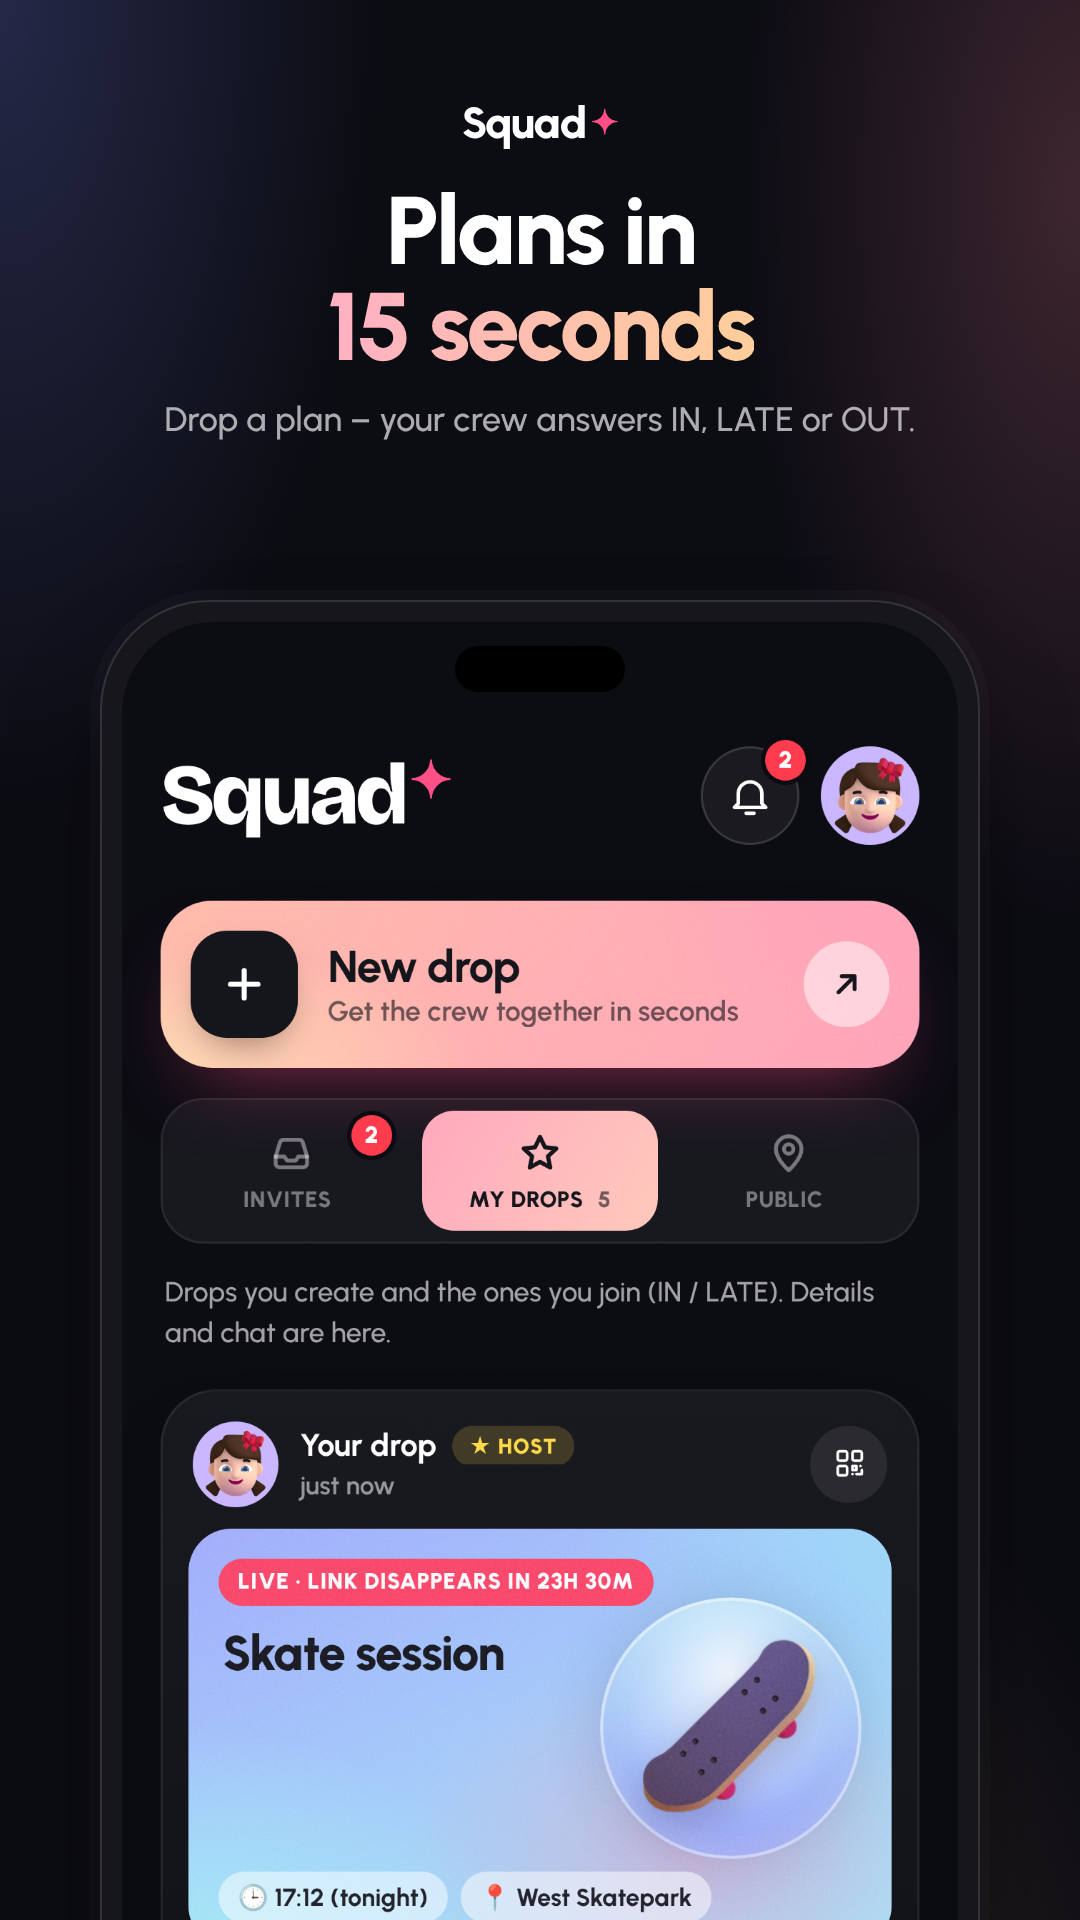 Squad
Plans in
15 seconds
Drop a plan – your crew answers IN, LATE or OUT.
Squad
2
New drop
Get the crew together in seconds
2
INVITES
MY DROPS 5
PUBLIC
Drops you create and the ones you join (IN / LATE). Details
and chat are here.
Your drop
★ HOST
just now
LIVE · LINK DISAPPEARS IN 23H 30M
Skate session
🕒 17:12 (tonight)
📍 West Skatepark